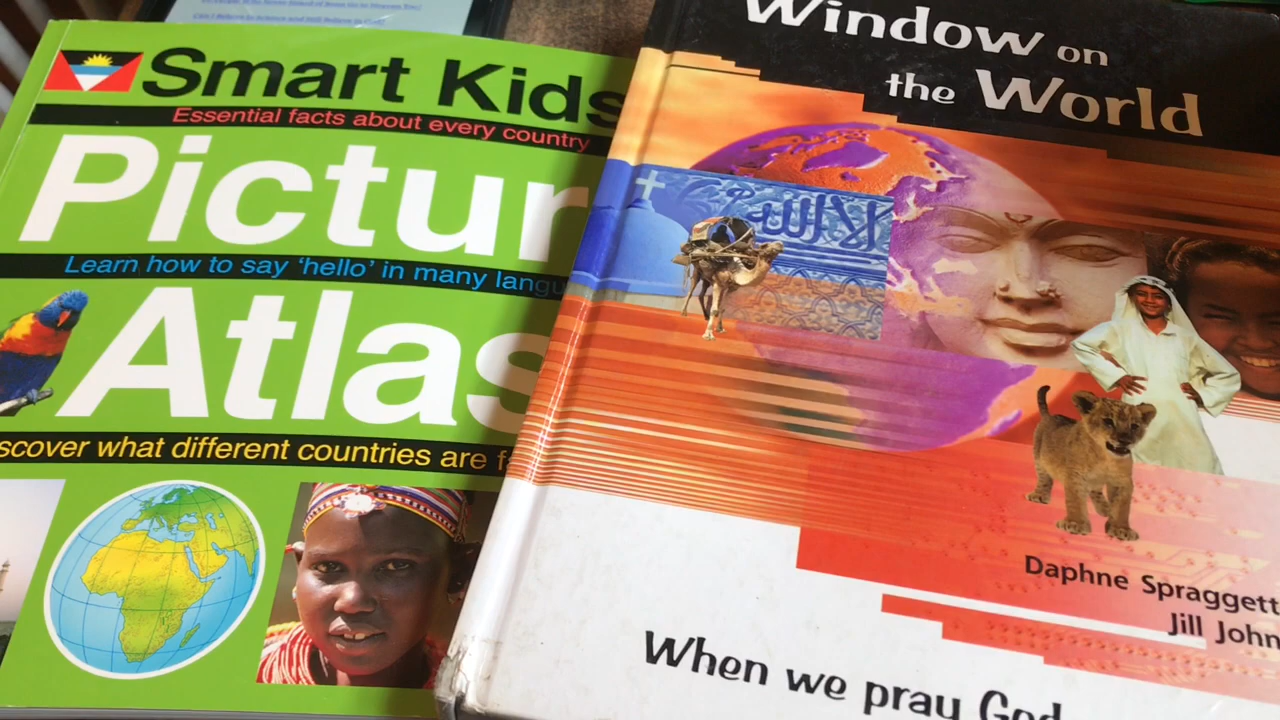 Smart Kids
Essential facts about every country
Pictur
Learn how to say 'hello' in many langu
Atlas
scover what different countries are f
Window on
the World
Daphne Spraggett
Jill John
When we pray God